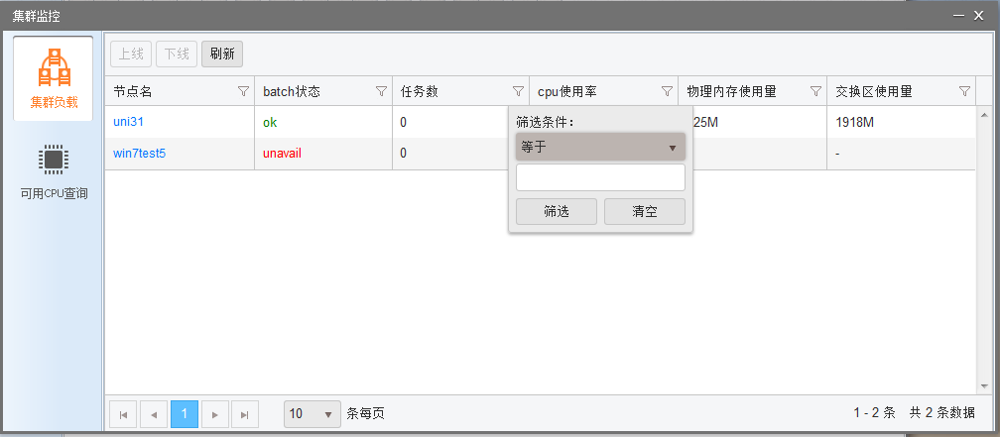 集群监控
集群负载
可用CPU查询
上线 下线 刷新
节点名 batch状态 任务数 cpu使用率 物理内存使用量 交换区使用量
uni31 ok 0 25M 1918M
win7test5 unavail 0 -
筛选条件：
等于
筛选 清空
1 10 条每页 1 - 2 条 共 2 条数据